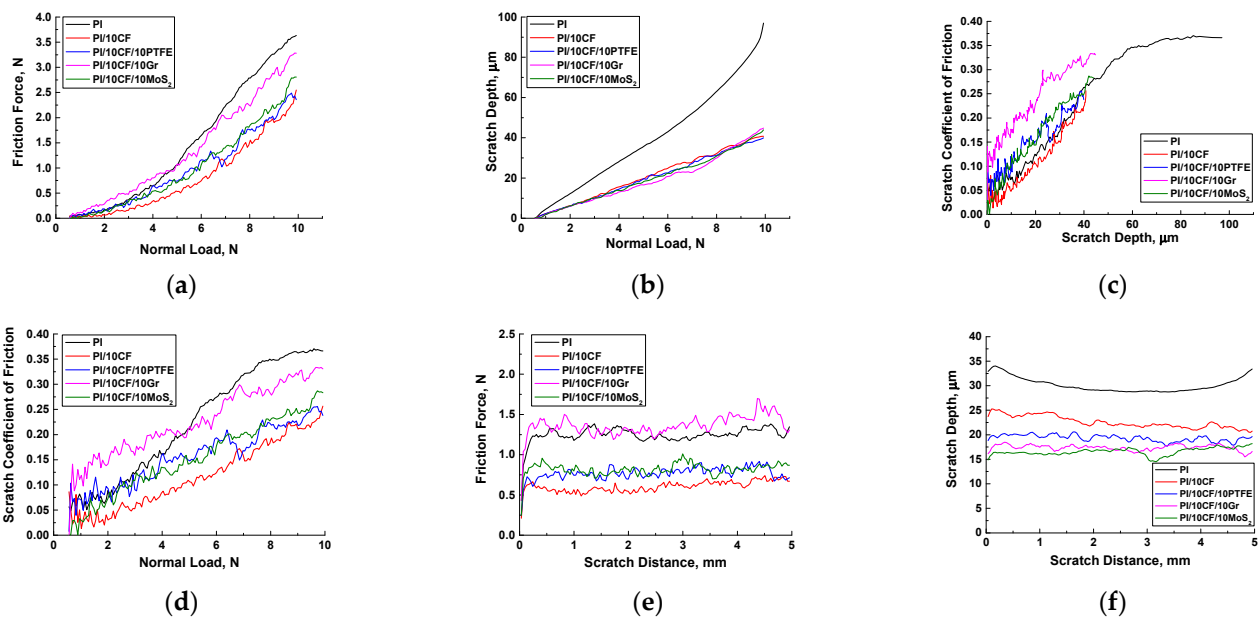 4.0
3.5
3.0
2.5
2.0
1.5
1.0
0.5
0.0
Friction Force, N
PI
PI/10CF
PI/10CF/10PTFE
PI/10CF/10Gr
PI/10CF/10MoS₂
0 2 4 6 8 10
Normal Load, N
(a)
100
80
60
40
20
0
Scratch Depth, μm
PI
PI/10CF
PI/10CF/10PTFE
PI/10CF/10Gr
PI/10CF/10MoS₂
0 2 4 6 8 10
Normal Load, N
(b)
0.40
0.35
0.30
0.25
0.20
0.15
0.10
0.05
0.00
Scratch Coefficient of Friction
PI
PI/10CF
PI/10CF/10PTFE
PI/10CF/10Gr
PI/10CF/10MoS₂
0 20 40 60 80 100
Scratch Depth, μm
(c)
0.40
0.35
0.30
0.25
0.20
0.15
0.10
0.05
0.00
Scratch Coefficient of Friction
PI
PI/10CF
PI/10CF/10PTFE
PI/10CF/10Gr
PI/10CF/10MoS₂
0 2 4 6 8 10
Normal Load, N
(d)
2.5
2.0
1.5
1.0
0.5
0.0
Friction Force, N
PI
PI/10CF
PI/10CF/10PTFE
PI/10CF/10Gr
PI/10CF/10MoS₂
0 1 2 3 4 5
Scratch Distance, mm
(e)
40
35
30
25
20
15
10
5
0
Scratch Depth, μm
PI
PI/10CF
PI/10CF/10PTFE
PI/10CF/10Gr
PI/10CF/10MoS₂
0 1 2 3 4 5
Scratch Distance, mm
(f)